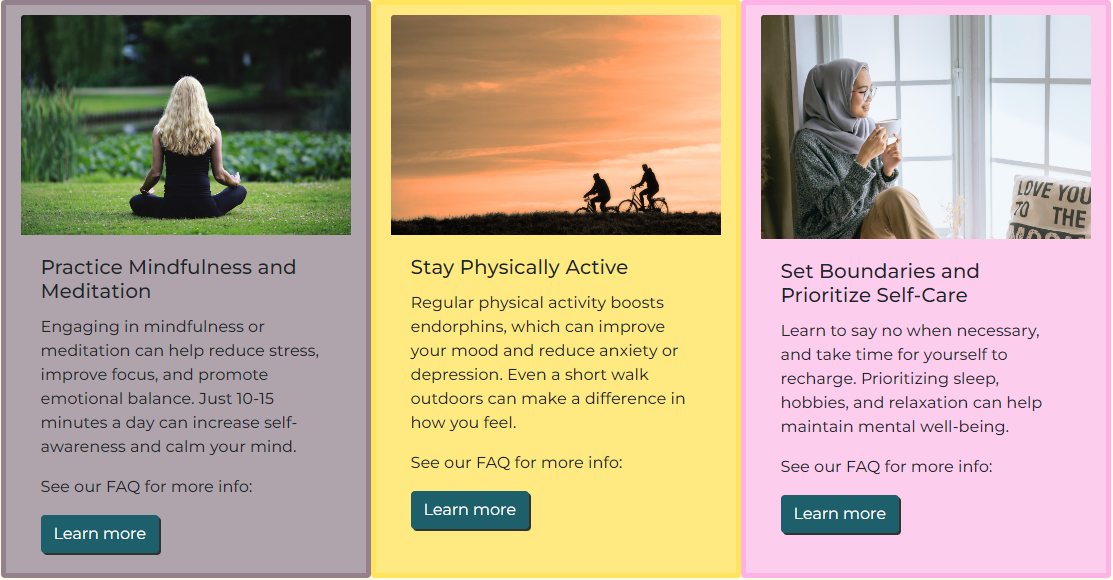 Practice Mindfulness and
Meditation
Engaging in mindfulness or
meditation can help reduce stress,
improve focus, and promote
emotional balance. Just 10-15
minutes a day can increase self-
awareness and calm your mind.
See our FAQ for more info:
Learn more
Stay Physically Active
Regular physical activity boosts
endorphins, which can improve
your mood and reduce anxiety or
depression. Even a short walk
outdoors can make a difference in
how you feel.
See our FAQ for more info:
Learn more
LOVE YOU
TO THE
Set Boundaries and
Prioritize Self-Care
Learn to say no when necessary,
and take time for yourself to
recharge. Prioritizing sleep,
hobbies, and relaxation can help
maintain mental well-being.
See our FAQ for more info:
Learn more